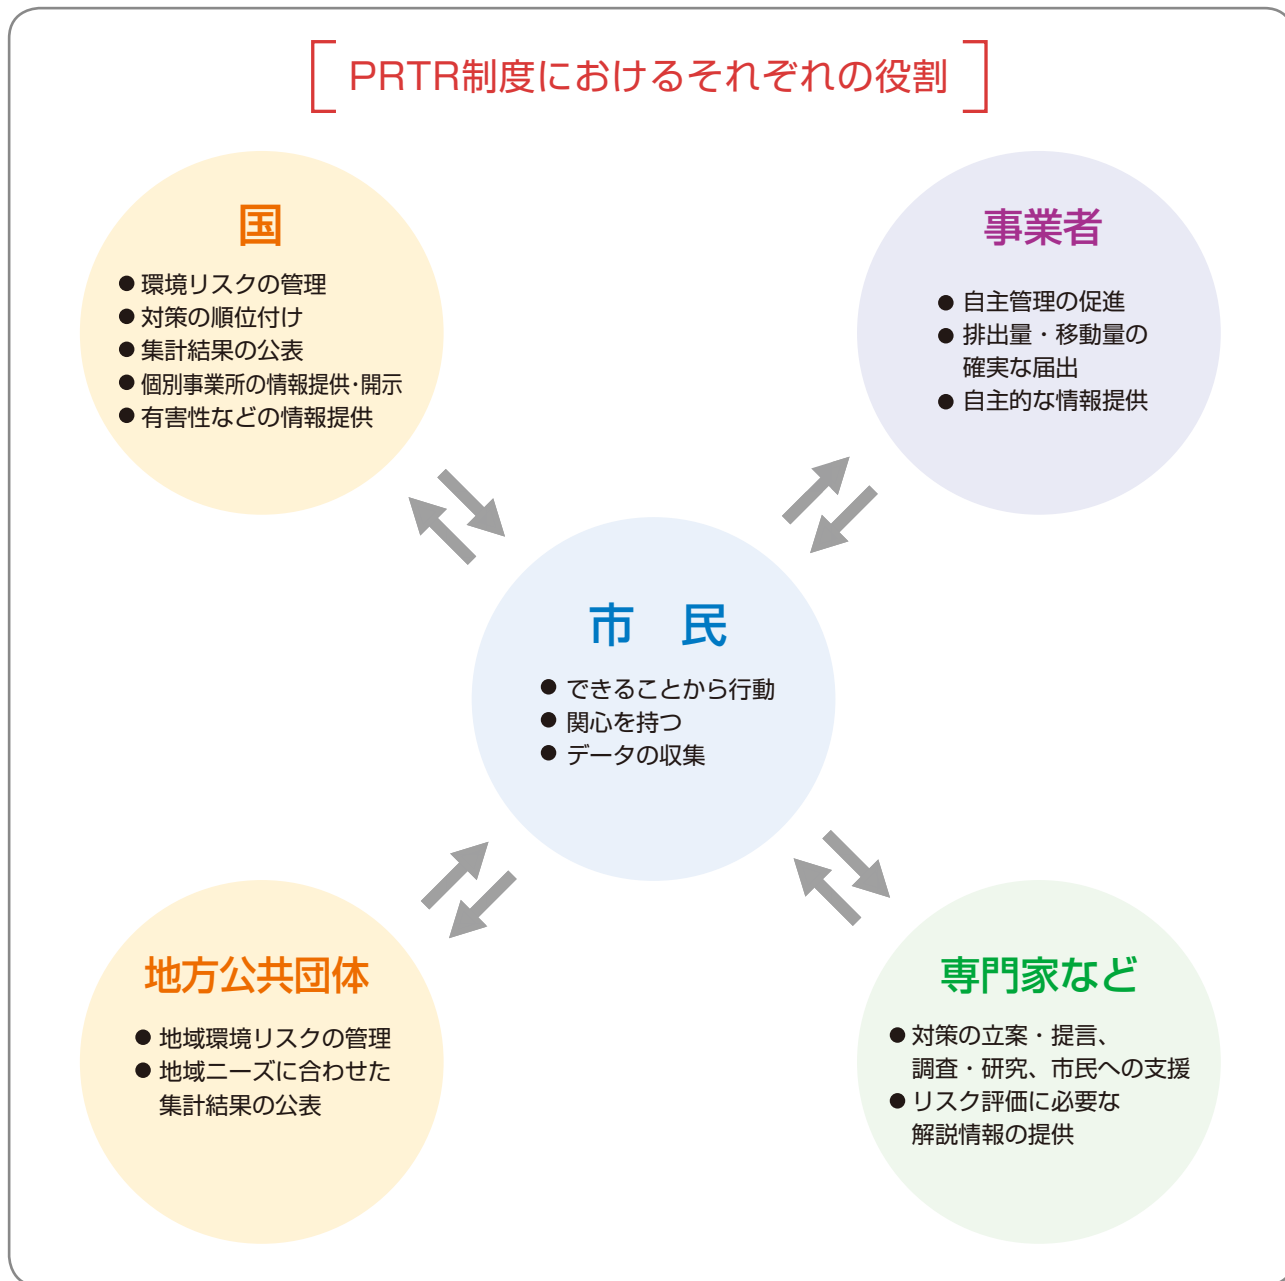 PRTR制度におけるそれぞれの役割
国
● 環境リスクの管理
● 対策の順位付け
● 集計結果の公表
● 個別事業所の情報提供・開示
● 有害性などの情報提供
事業者
● 自主管理の促進
● 排出量・移動量の
確実な届出
● 自主的な情報提供
市　民
● できることから行動
● 関心を持つ
● データの収集
地方公共団体
● 地域環境リスクの管理
● 地域ニーズに合わせた
集計結果の公表
専門家など
● 対策の立案・提言、
調査・研究、市民への支援
● リスク評価に必要な
解説情報の提供